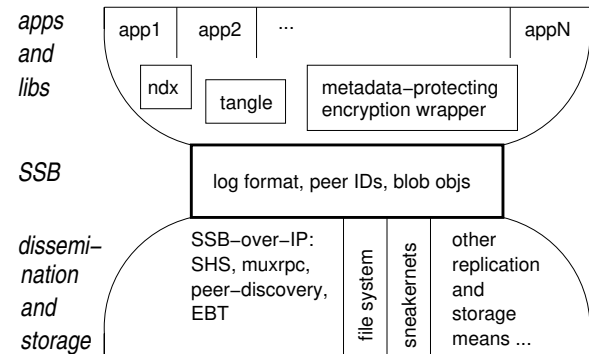 apps
and
libs
app1
app2
...
appN
ndx
tangle
metadata–protecting
encryption wrapper
SSB
log format, peer IDs, blob objs
dissemi–
nation
and
storage
SSB–over–IP:
SHS, muxrpc,
peer–discovery,
EBT
file system
sneakernets
other
replication
and
storage
means ...